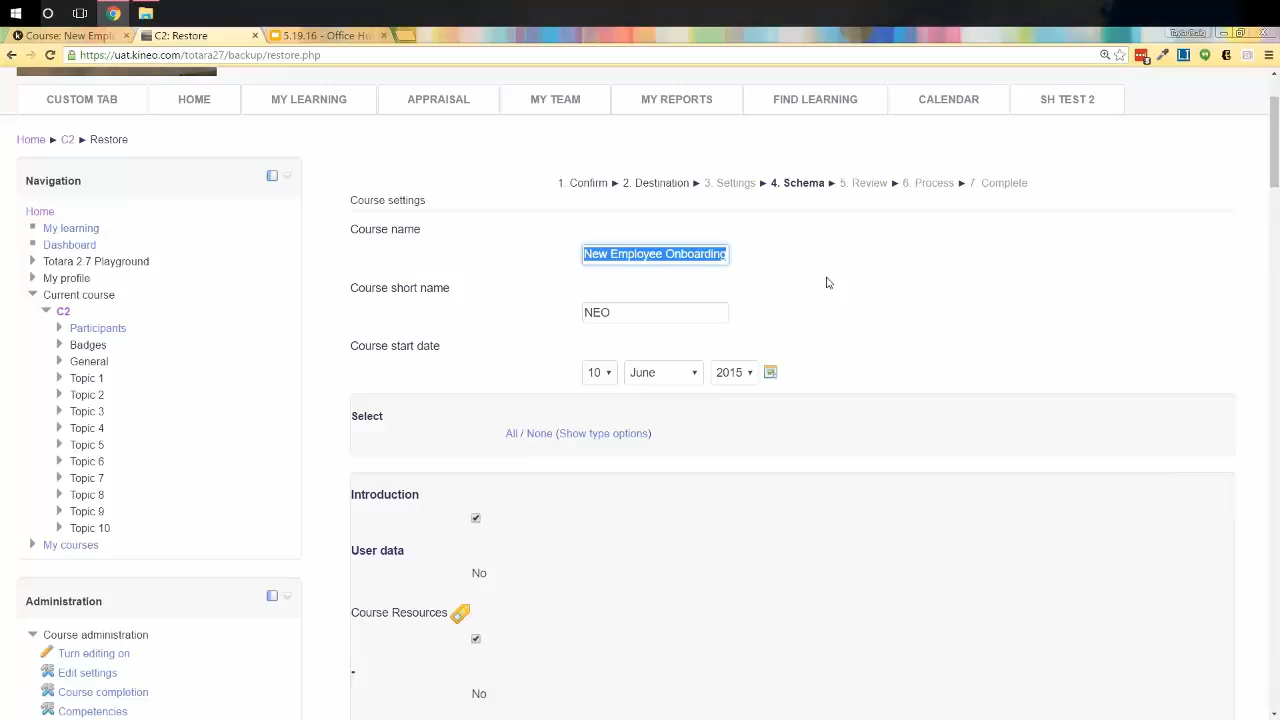 Course: New Empl
C2: Restore
5.19.16 - Office Ho
https://uat.kineo.com/totara27/backup/restore.php
CUSTOM TAB
HOME
MY LEARNING
APPRAISAL
MY TEAM
MY REPORTS
FIND LEARNING
CALENDAR
SH TEST 2
Home ► C2 ► Restore
Navigation
Home
My learning
Dashboard
Totara 2 7 Playground
My profile
Current course
C2
Participants
Badges
General
Topic 1
Topic 2
Topic 3
Topic 4
Topic 5
Topic 6
Topic 7
Topic 8
Topic 9
Topic 10
My courses
Administration
Course administration
Turn editing on
Edit settings
Course completion
Competencies
1. Confirm ► 2. Destination ► 3. Settings ► 4. Schema ► 5. Review ► 6. Process ► 7. Complete
Course settings
Course name
New Employee Onboarding
Course short name
NEO
Course start date
10 June 2015
Select
All / None (Show type options)
Introduction
User data
No
Course Resources
-
No